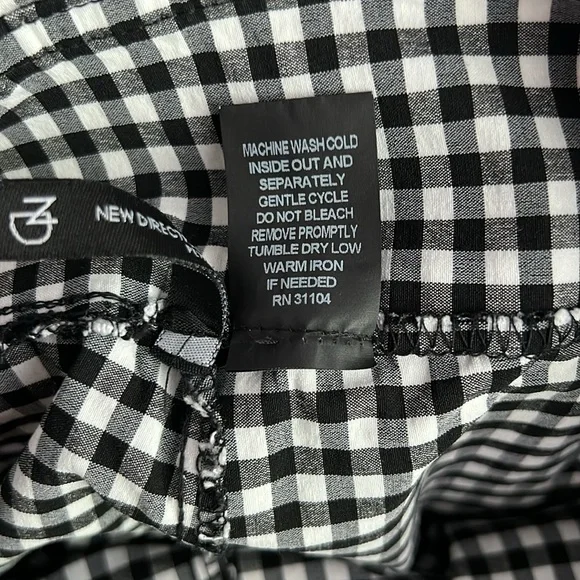 MACHINE WASH COLD
INSIDE OUT AND
SEPARATELY
GENTLE CYCLE
DO NOT BLEACH
REMOVE PROMPTLY
TUMBLE DRY LOW
WARM IRON
IF NEEDED
RN 31104
NEW